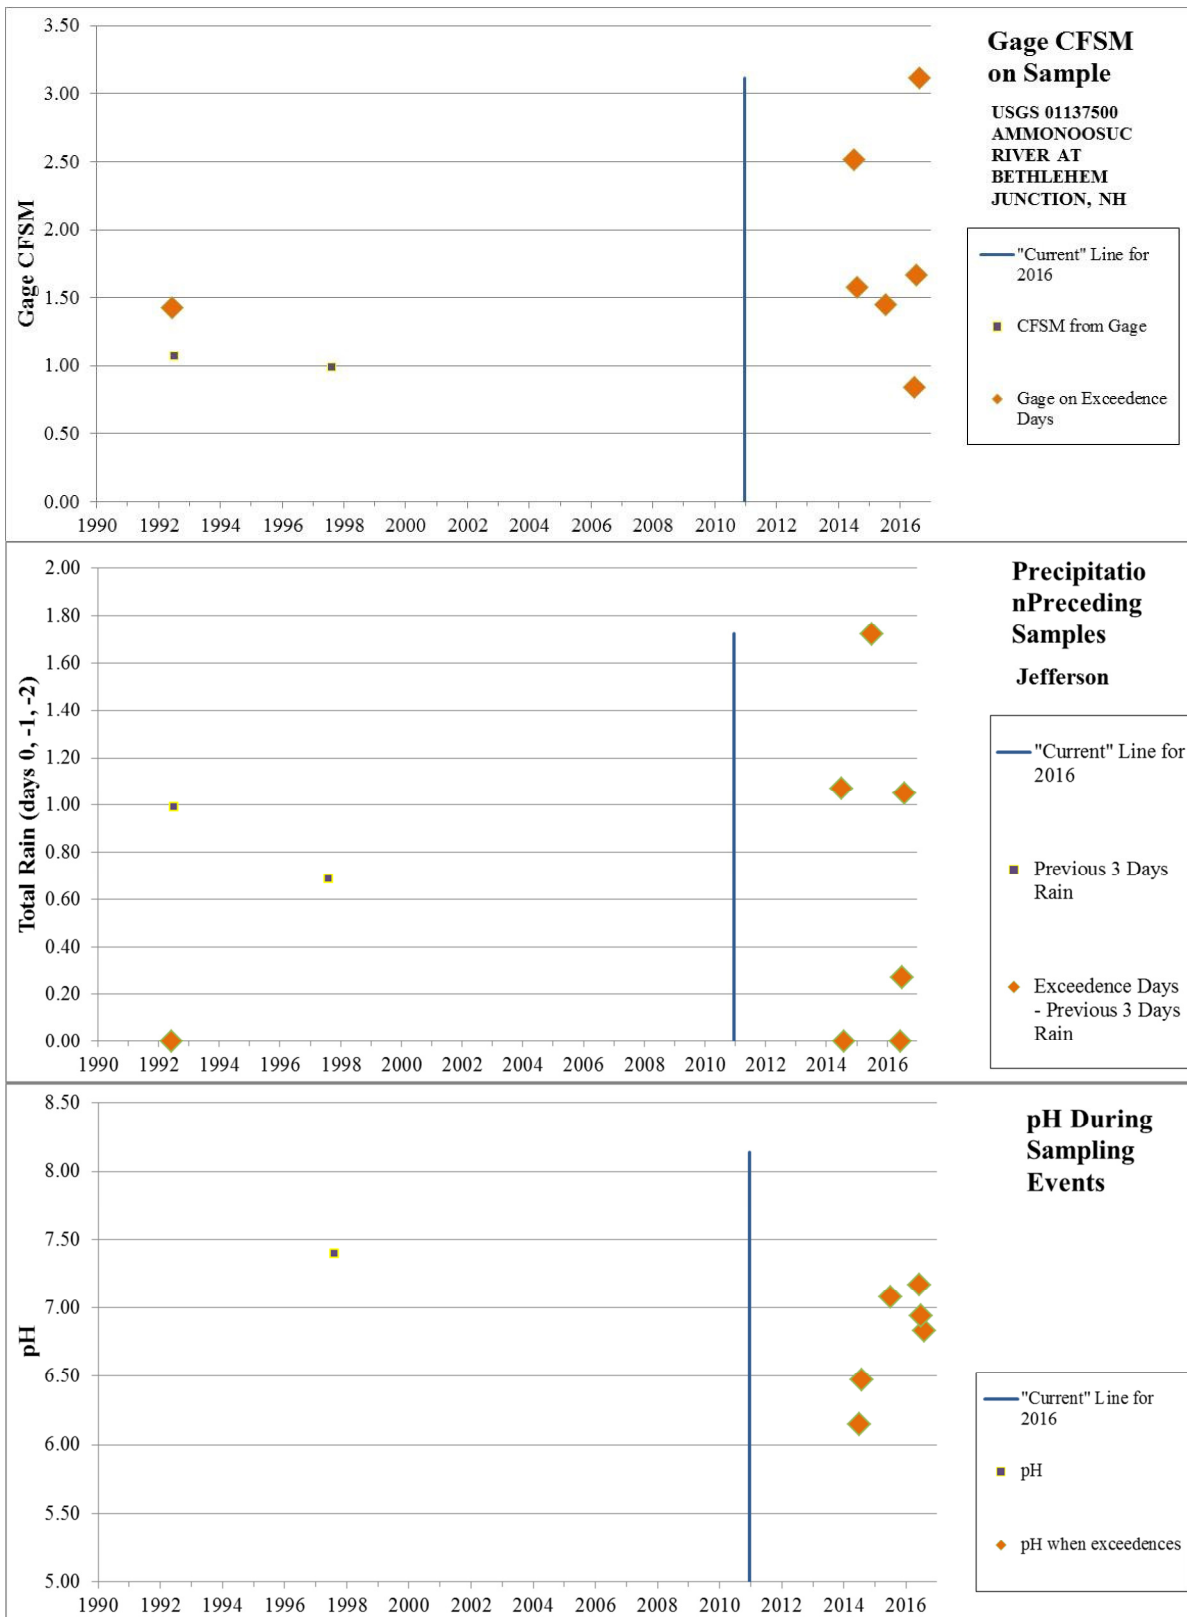 3.50
3.00
2.50
2.00
1.50
1.00
0.50
0.00
Gage CFSM
1990 1992 1994 1996 1998 2000 2002 2004 2006 2008 2010 2012 2014 2016
Gage CFSM
on Sample
USGS 01137500
AMMONOOSUC
RIVER AT
BETHLEHEM
JUNCTION, NH
"Current" Line for
2016
CFSM from Gage
Gage on Exceedence
Days
2.00
1.80
1.60
1.40
1.20
1.00
0.80
0.60
0.40
0.20
0.00
Total Rain (days 0, -1, -2)
1990 1992 1994 1996 1998 2000 2002 2004 2006 2008 2010 2012 2014 2016
Precipitatio
nPreceding
Samples
Jefferson
"Current" Line for
2016
Previous 3 Days
Rain
Exceedence Days
- Previous 3 Days
Rain
8.50
8.00
7.50
7.00
6.50
6.00
5.50
5.00
pH
1990 1992 1994 1996 1998 2000 2002 2004 2006 2008 2010 2012 2014 2016
pH During
Sampling
Events
"Current" Line for
2016
pH
pH when exceedences